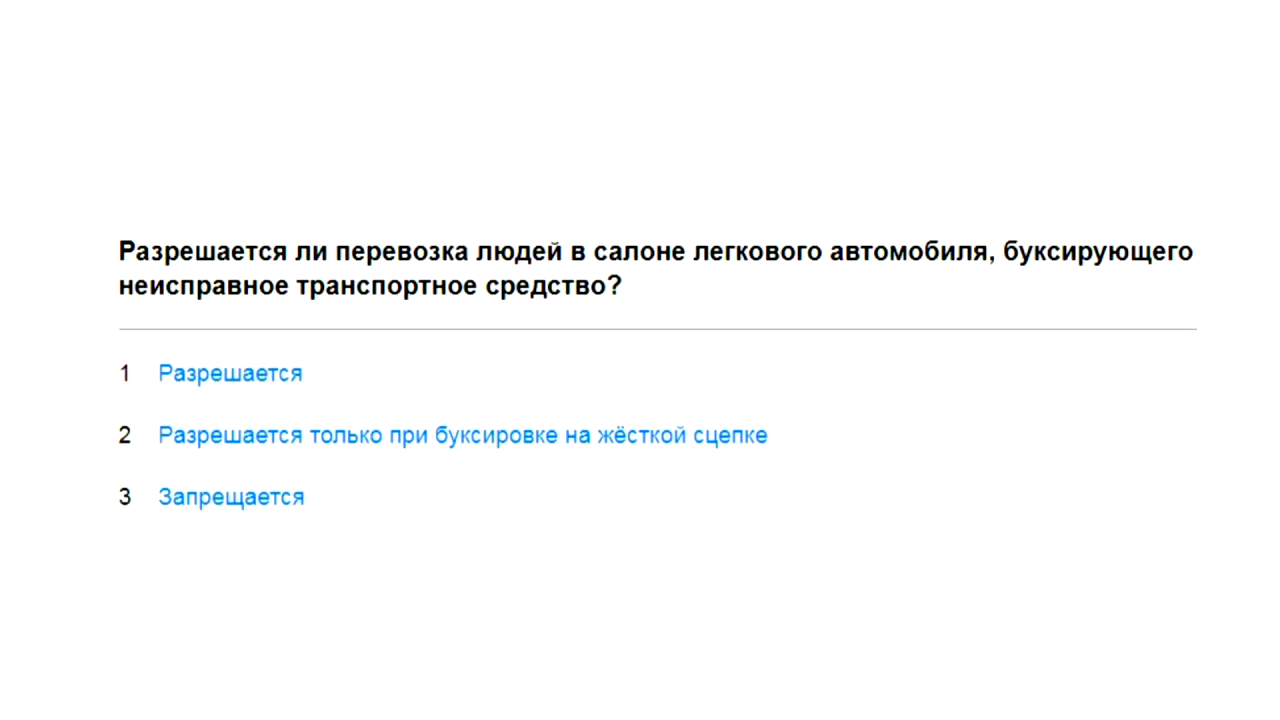 Разрешается ли перевозка людей в салоне легкового автомобиля, буксирующего
неисправное транспортное средство?
1 Разрешается
2 Разрешается только при буксировке на жёсткой сцепке
3 Запрещается